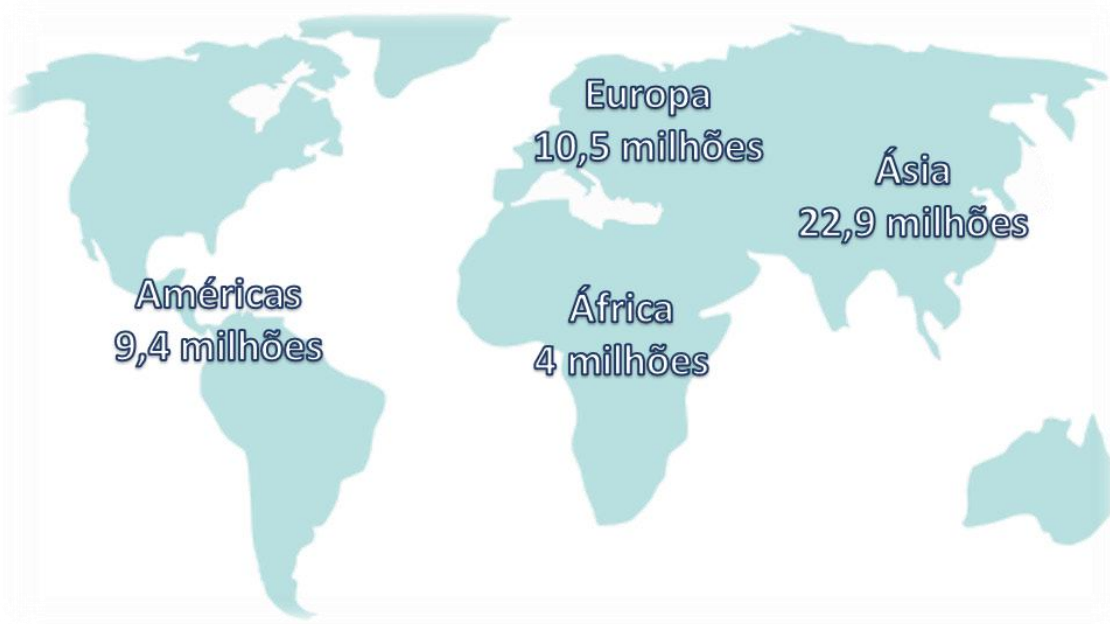 Europa
10,5 milhões
Ásia
22,9 milhões
Américas
9,4 milhões
África
4 milhões